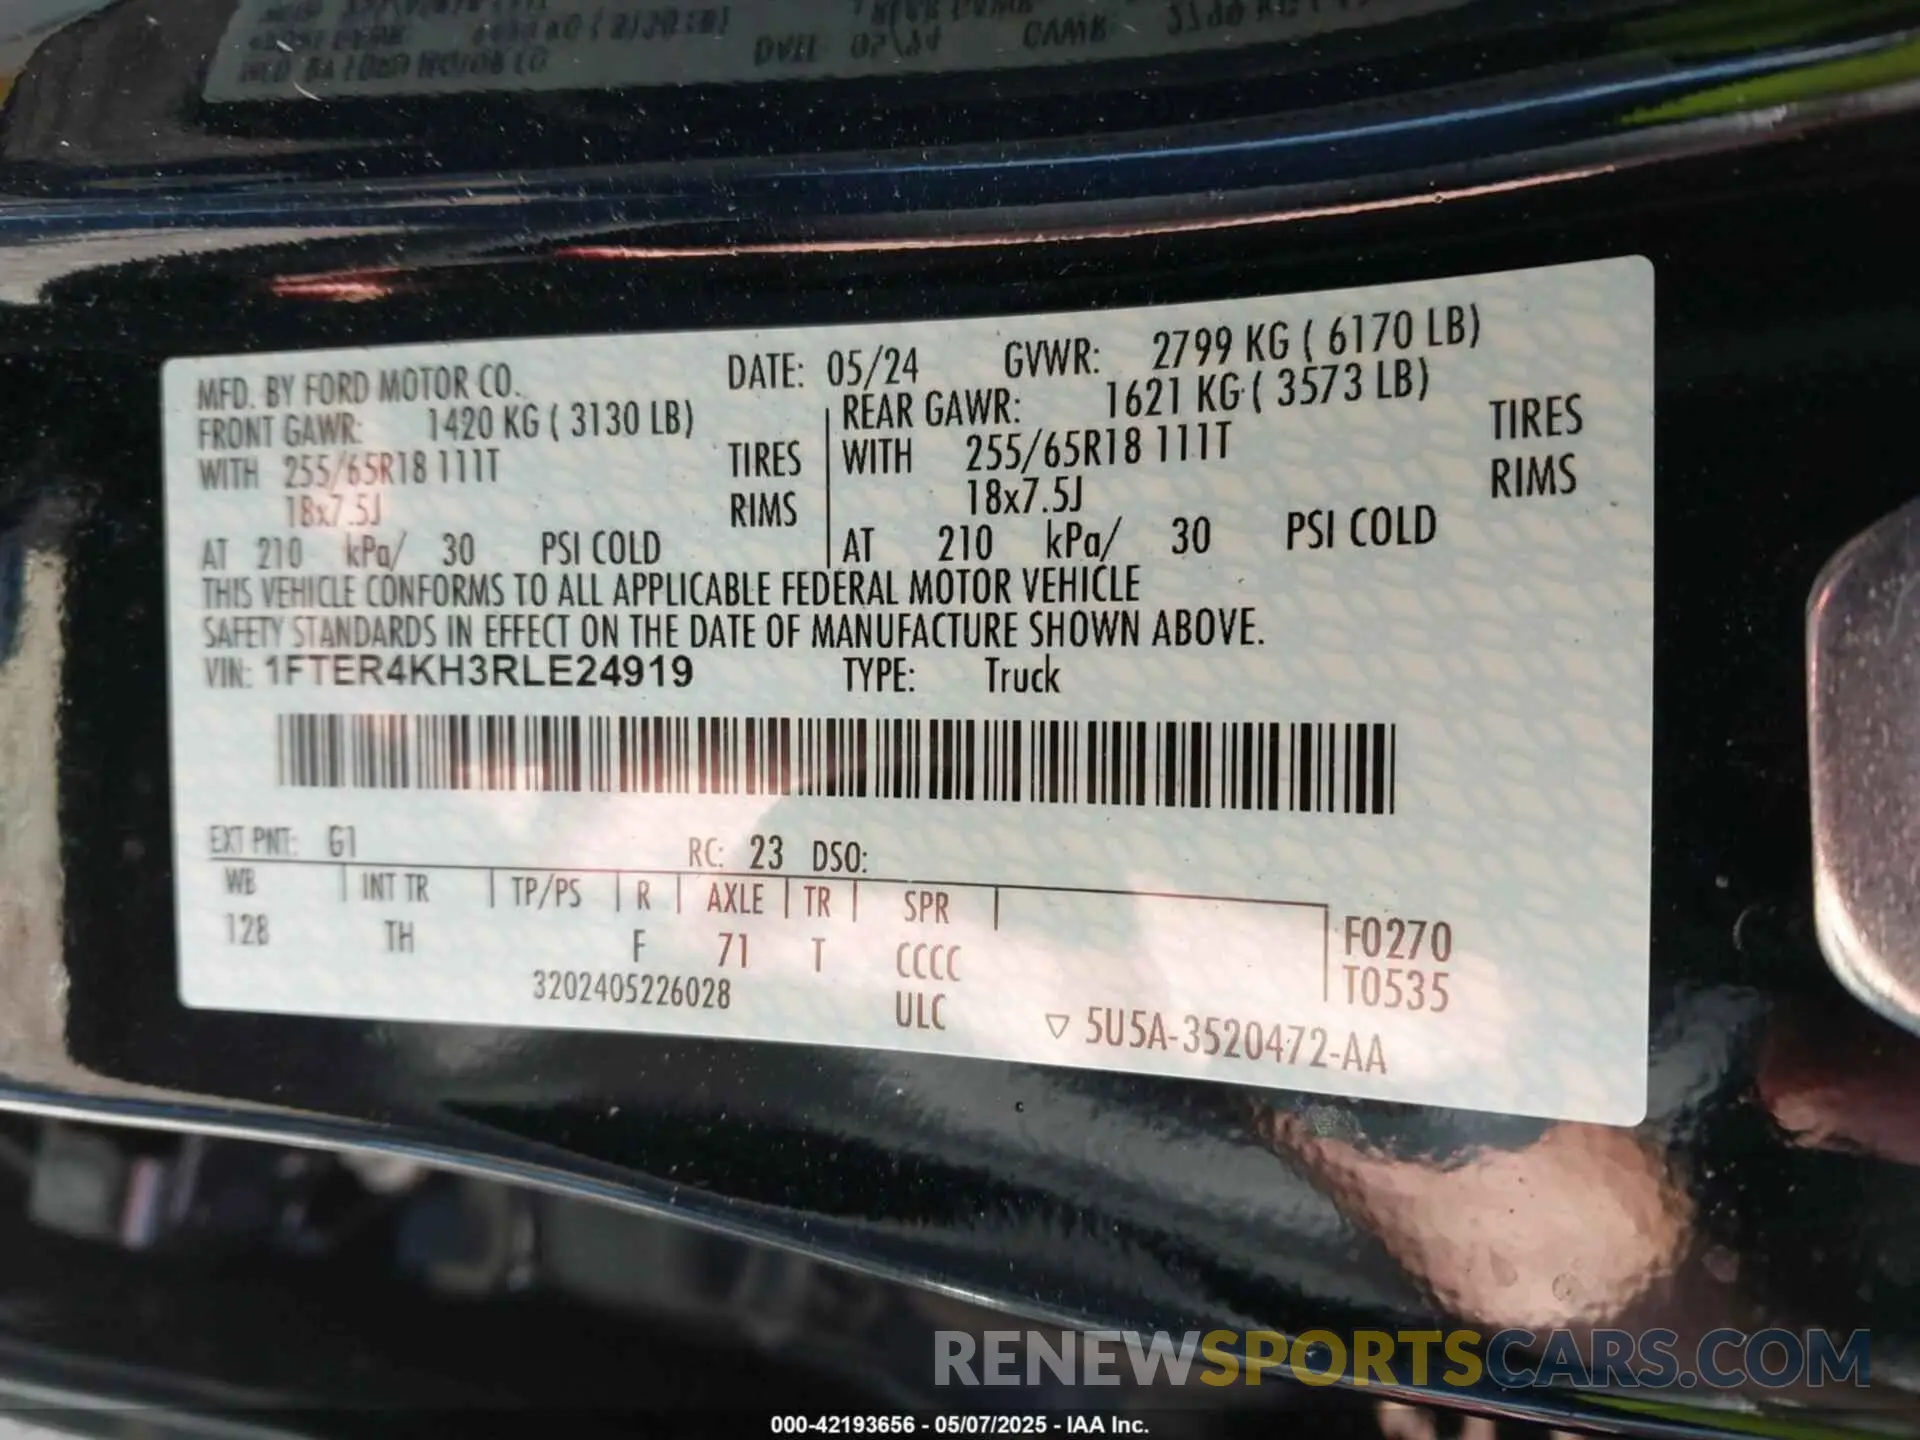 MFD. BY FORD MOTOR CO. DATE: 05/24 GVWR: 2799 KG ( 6170 LB)
FRONT GAWR: 1420 KG ( 3130 LB) REAR GAWR: 1621 KG ( 3573 LB)
WITH 255/65R18 111T TIRES WITH 255/65R18 111T TIRES
18x7.5J RIMS 18x7.5J RIMS
AT 210 kPa/ 30 PSI COLD AT 210 kPa/ 30 PSI COLD
THIS VEHICLE CONFORMS TO ALL APPLICABLE FEDERAL MOTOR VEHICLE
SAFETY STANDARDS IN EFFECT ON THE DATE OF MANUFACTURE SHOWN ABOVE.
VIN: 1FTER4KH3RLE24919 TYPE: Truck
EXT PNT: G1 RC: 23 DSO:
WB INT TR TP/PS R AXLE TR SPR F0270
128 TH F 71 T CCCC T0535
3202405226028 ULC 5U5A-3520472-AA
RENEWSPORTSCARS.COM
000-42193656 - 05/07/2025 - IAA Inc.